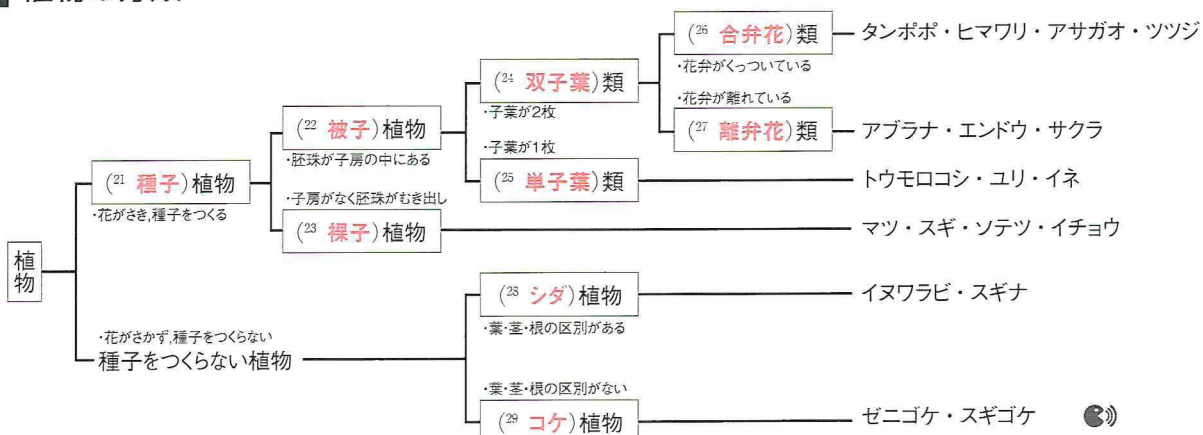 (26 合弁花)類
タンポポ・ヒマワリ・アサガオ・ツツジ
・花弁がくっついている
(24 双子葉)類
・子葉が2枚
・花弁が離れている
(27 離弁花)類
アブラナ・エンドウ・サクラ
(22 被子)植物
・胚珠が子房の中にある
・子葉が1枚
(25 単子葉)類
トウモロコシ・ユリ・イネ
(21 種子)植物
・花がさき,種子をつくる
・子房がなく胚珠がむき出し
(23 裸子)植物
マツ・スギ・ソテツ・イチョウ
植物
(28 シダ)植物
イヌワラビ・スギナ
・葉・茎・根の区別がある
・花がさかず,種子をつくらない
種子をつくらない植物
・葉・茎・根の区別がない
(29 コケ)植物
ゼニゴケ・スギゴケ